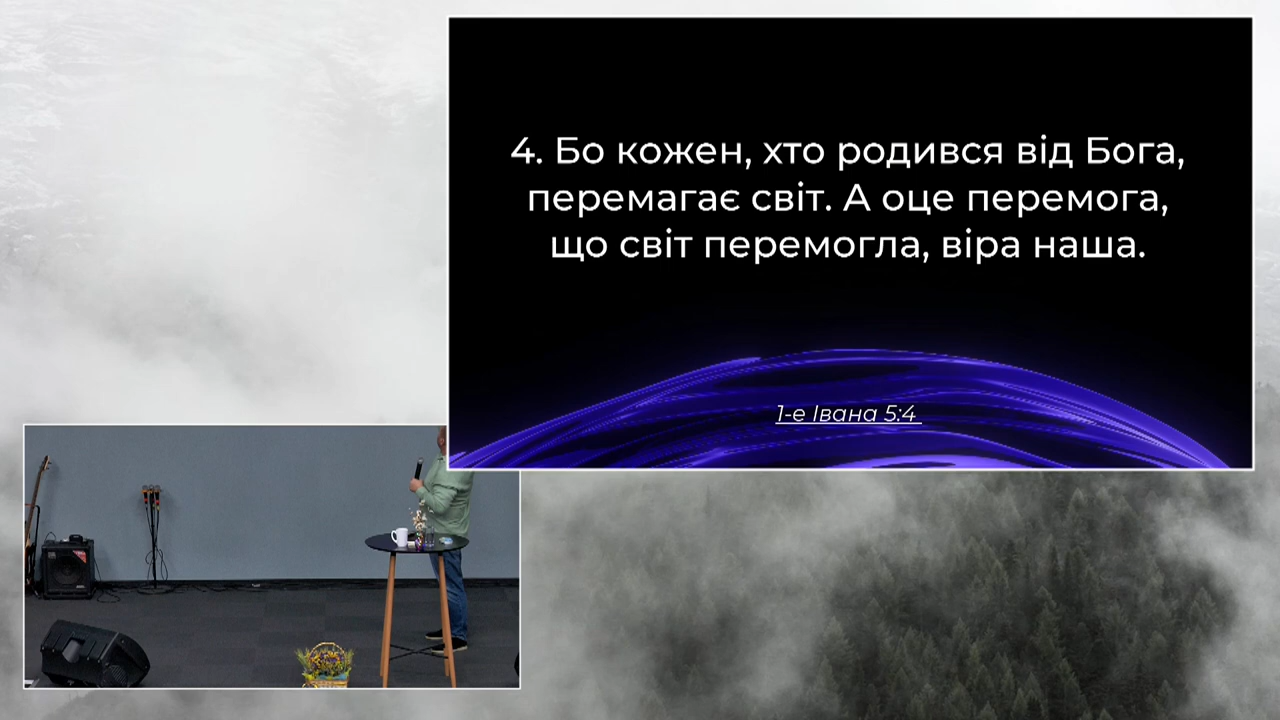 4. Бо кожен, хто родився від Бога,
перемагає світ. А оце перемога,
що світ перемогла, віра наша.
1-е Івана 5:4